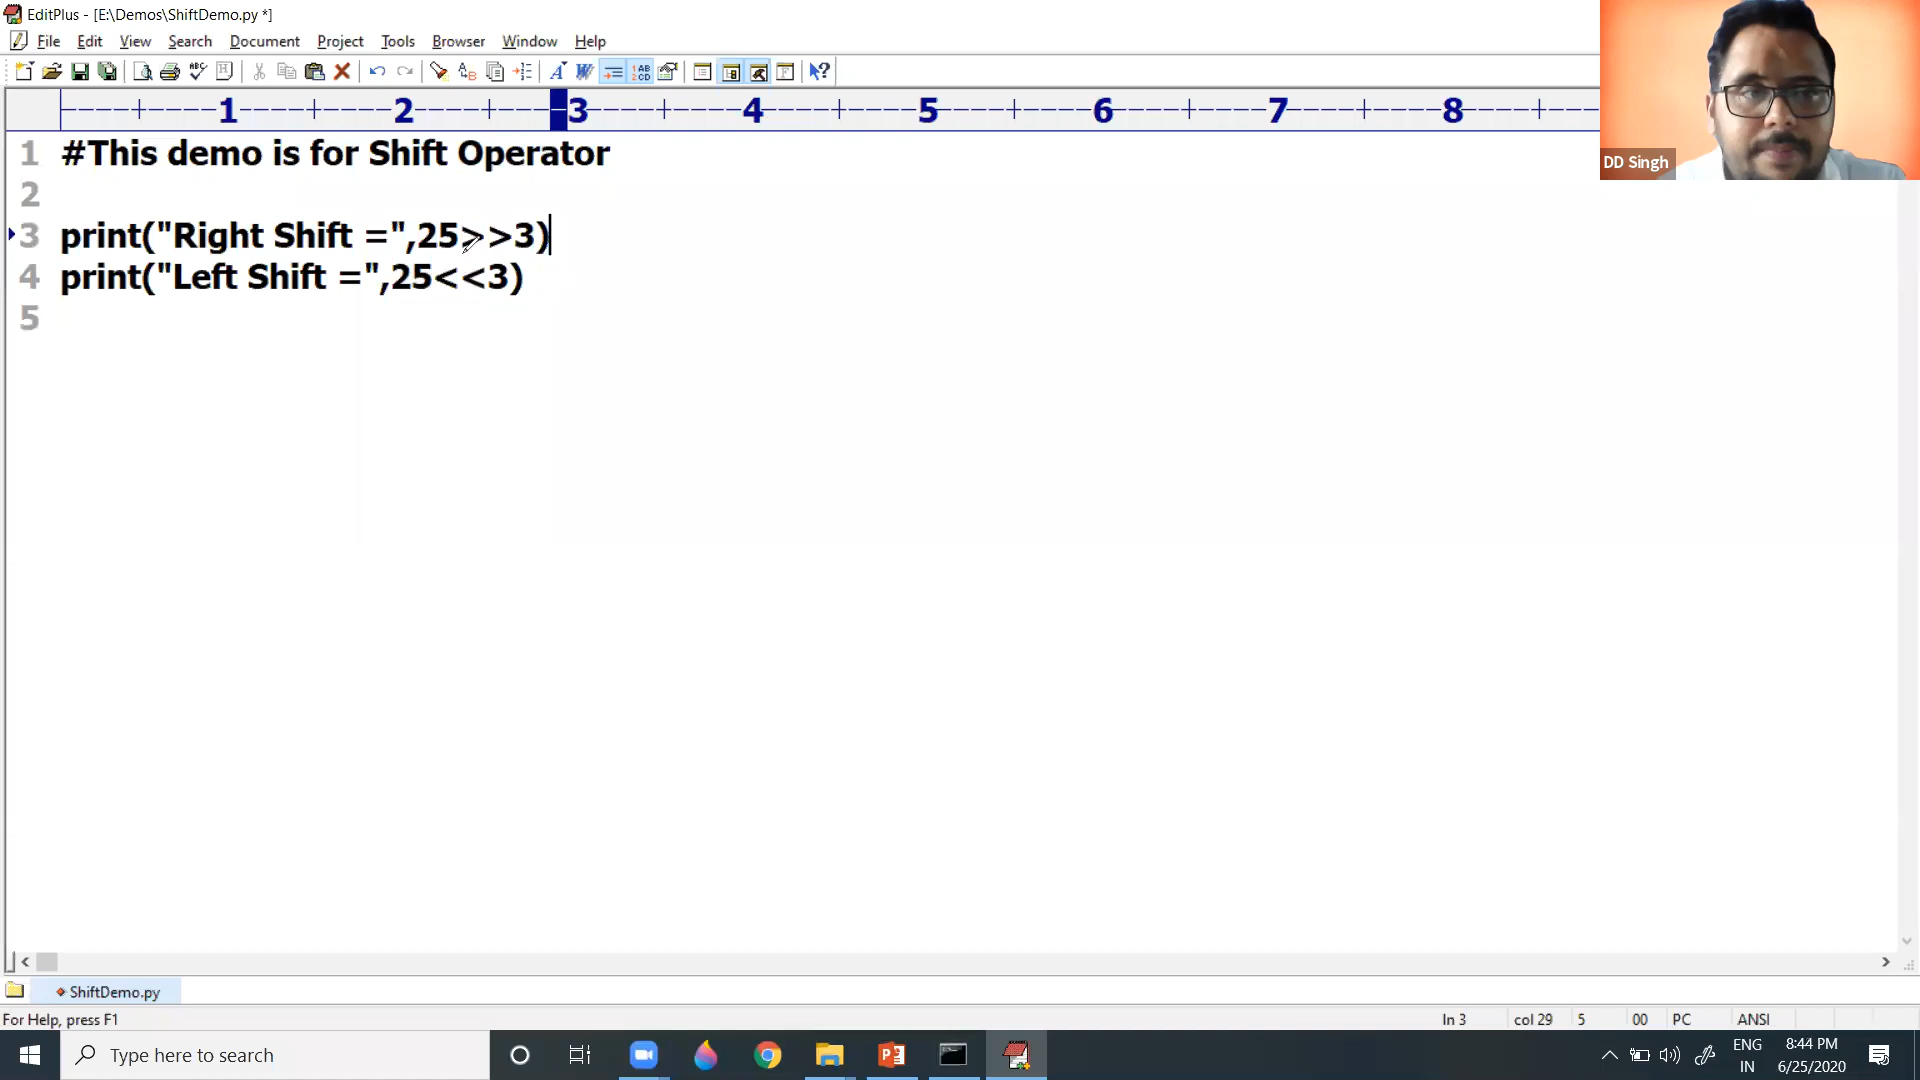 EditPlus - [E:\Demos\ShiftDemo.py *]
File Edit View Search Document Project Tools Browser Window Help
1 2 3 4 5 6 7 8
1 #This demo is for Shift Operator
2
3 print("Right Shift =",25>>3)
4 print("Left Shift =",25<<3)
5
DD Singh
ShiftDemo.py
For Help, press F1
ln 3 col 29 5 00 PC ANSI
Type here to search
ENG
IN
8:44 PM
6/25/2020